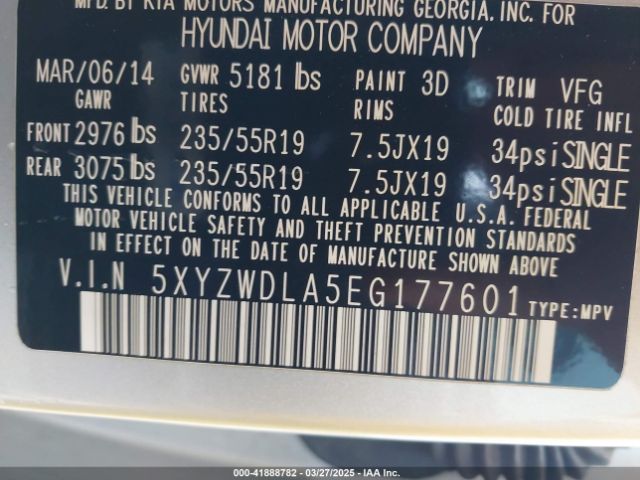 MFD. BY KIA MOTORS MANUFACTURING GEORGIA, INC. FOR
HYUNDAI MOTOR COMPANY
MAR/06/14 GVWR 5181 lbs PAINT 3D TRIM VFG
GAWR TIRES RIMS COLD TIRE INFL
FRONT 2976 lbs 235/55R19 7.5JX19 34psi SINGLE
REAR 3075 lbs 235/55R19 7.5JX19 34psi SINGLE
THIS VEHICLE CONFORMS TO ALL APPLICABLE U.S.A. FEDERAL
MOTOR VEHICLE SAFETY AND THEFT PREVENTION STANDARDS
IN EFFECT ON THE DATE OF MANUFACTURE SHOWN ABOVE.
V.I.N 5XYZWDLA5EG177601 TYPE:MPV
000-41888782 — 03/27/2025 — IAA Inc.